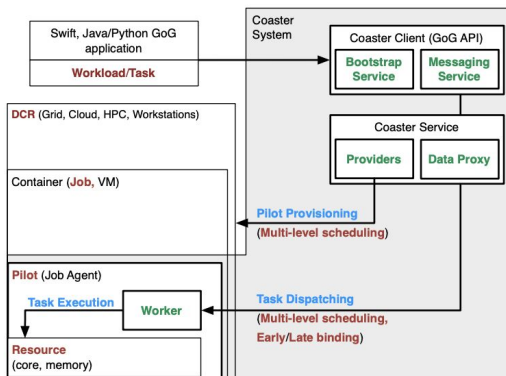 Swift, Java/Python GoG
application
Workload/Task
Coaster
System
Coaster Client (GoG API)
Bootstrap
Service
Messaging
Service
Coaster Service
Providers
Data Proxy
DCR (Grid, Cloud, HPC, Workstations)
Container (Job, VM)
Pilot Provisioning
(Multi-level scheduling)
Pilot (Job Agent)
Task Execution
Worker
Task Dispatching
(Multi-level scheduling,
Early/Late binding)
Resource
(core, memory)